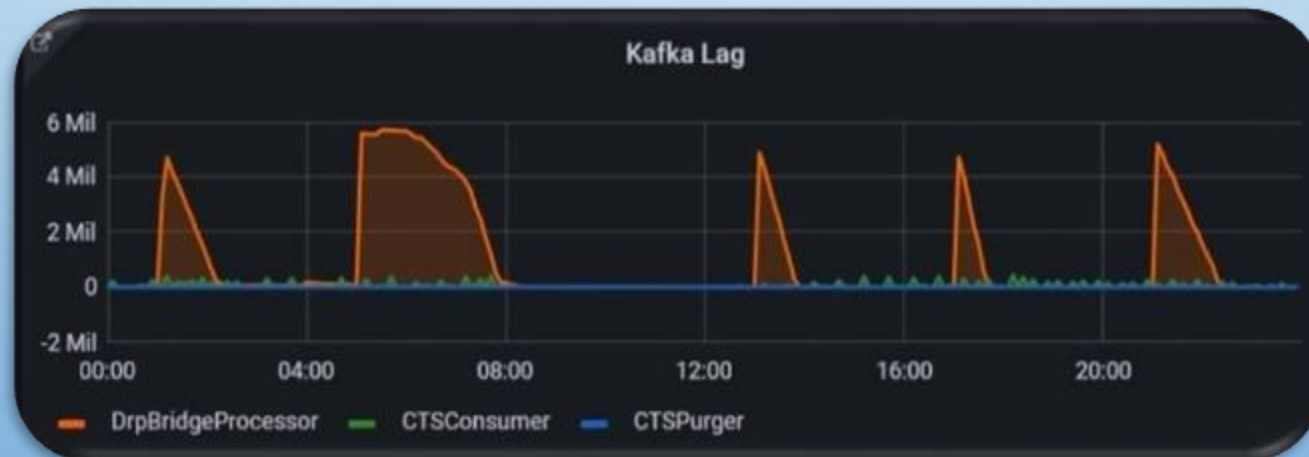 Kafka Lag
6 Mil
4 Mil
2 Mil
0
-2 Mil
00:00 04:00 08:00 12:00 16:00 20:00
DrpBridgeProcessor CTSConsumer CTSPurger